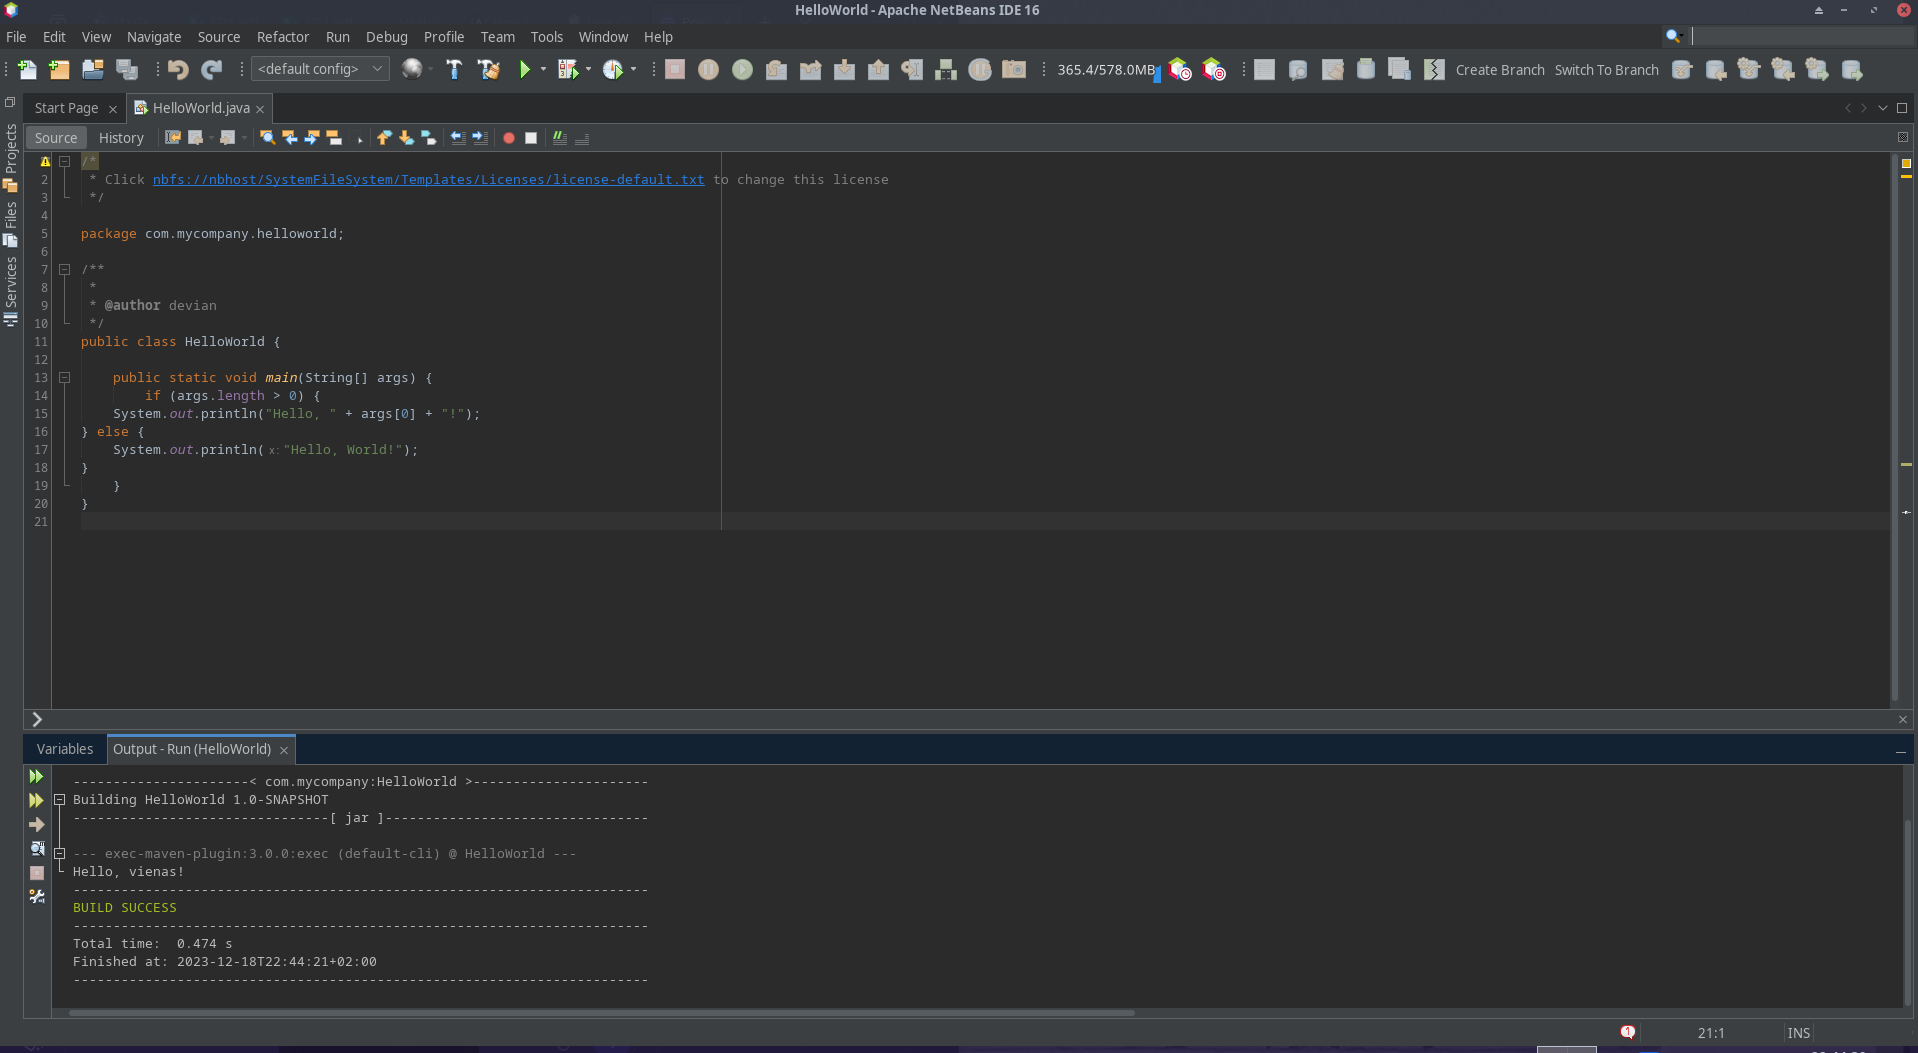 HelloWorld - Apache NetBeans IDE 16
File Edit View Navigate Source Refactor Run Debug Profile Team Tools Window Help
<default config> 365.4/578.0MB Create Branch Switch To Branch
Start Page HelloWorld.java
Projects
Files
Services
Source History
/*
2 * Click nbfs://nbhost/SystemFileSystem/Templates/Licenses/license-default.txt to change this license
3 */
4
5 package com.mycompany.helloworld;
6
7 /**
8 *
9 * @author devian
10 */
11 public class HelloWorld {
12
13 public static void main(String[] args) {
14 if (args.length > 0) {
15 System.out.println("Hello, " + args[0] + "!");
16 } else {
17 System.out.println( x: "Hello, World!");
18 }
19 }
20 }
21
Variables Output - Run (HelloWorld)
----------------------< com.mycompany:HelloWorld >----------------------
Building HelloWorld 1.0-SNAPSHOT
--------------------------------[ jar ]---------------------------------
--- exec-maven-plugin:3.0.0:exec (default-cli) @ HelloWorld ---
Hello, vienas!
------------------------------------------------------------------------
BUILD SUCCESS
------------------------------------------------------------------------
Total time:  0.474 s
Finished at: 2023-12-18T22:44:21+02:00
------------------------------------------------------------------------
1 21:1 INS